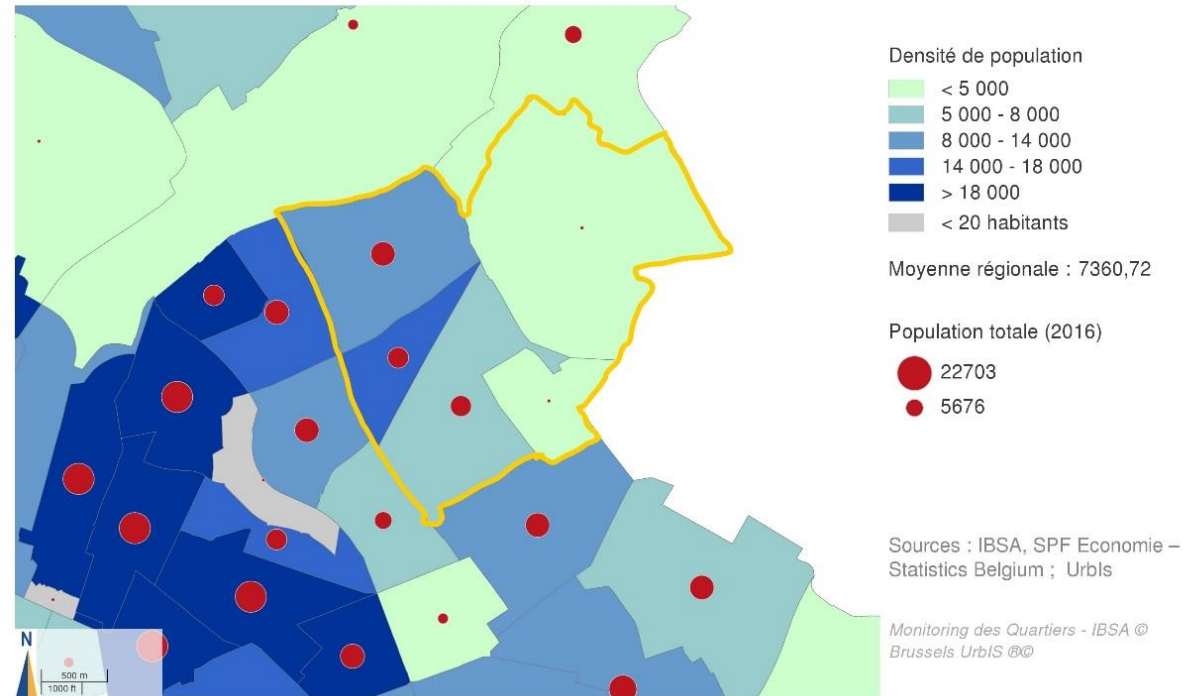 Densité de population
< 5 000
5 000 - 8 000
8 000 - 14 000
14 000 - 18 000
> 18 000
< 20 habitants
Moyenne régionale : 7360,72
Population totale (2016)
22703
5676
Sources : IBSA, SPF Economie –
Statistics Belgium ; UrbIs
Monitoring des Quartiers - IBSA ©
Brussels UrbIS ®©
N
500 m
1000 ft